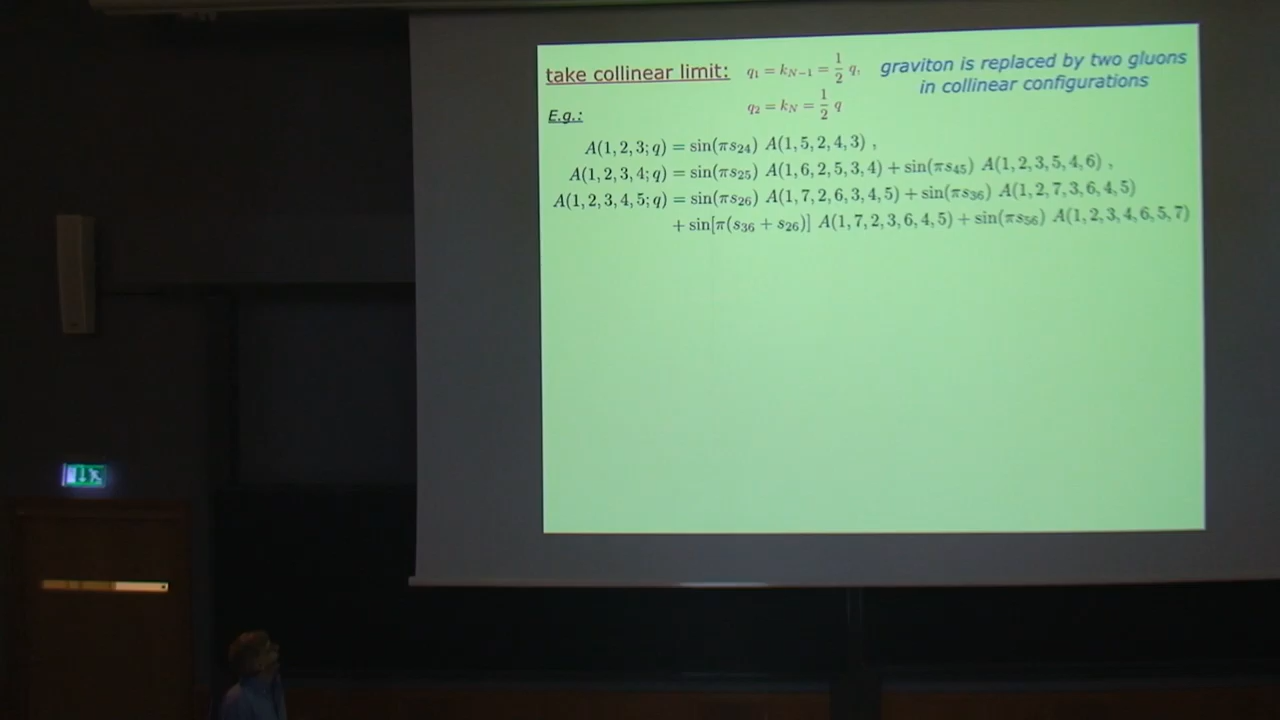 take collinear limit: q₁ = k_{N−1} = \frac{1}{2} q,
graviton is replaced by two gluons
in collinear configurations
q₂ = k_N = \frac{1}{2} q
E.g.:
A(1, 2, 3; q) = sin(πs₂₄) A(1, 5, 2, 4, 3) ,
A(1, 2, 3, 4; q) = sin(πs₂₅) A(1, 6, 2, 5, 3, 4) + sin(πs₄₅) A(1, 2, 3, 5, 4, 6) ,
A(1, 2, 3, 4, 5; q) = sin(πs₂₆) A(1, 7, 2, 6, 3, 4, 5) + sin(πs₃₆) A(1, 2, 7, 3, 6, 4, 5)
+ sin[π(s₃₆ + s₂₆)] A(1, 7, 2, 3, 6, 4, 5) + sin(πs₅₆) A(1, 2, 3, 4, 6, 5, 7)